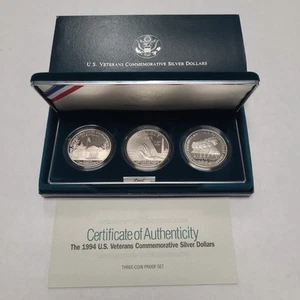 U.S. Veterans Commemorative Silver Dollars
Certificate of Authenticity
The 1994 U.S. Veterans Commemorative Silver Dollars
THREE-COIN PROOF SET